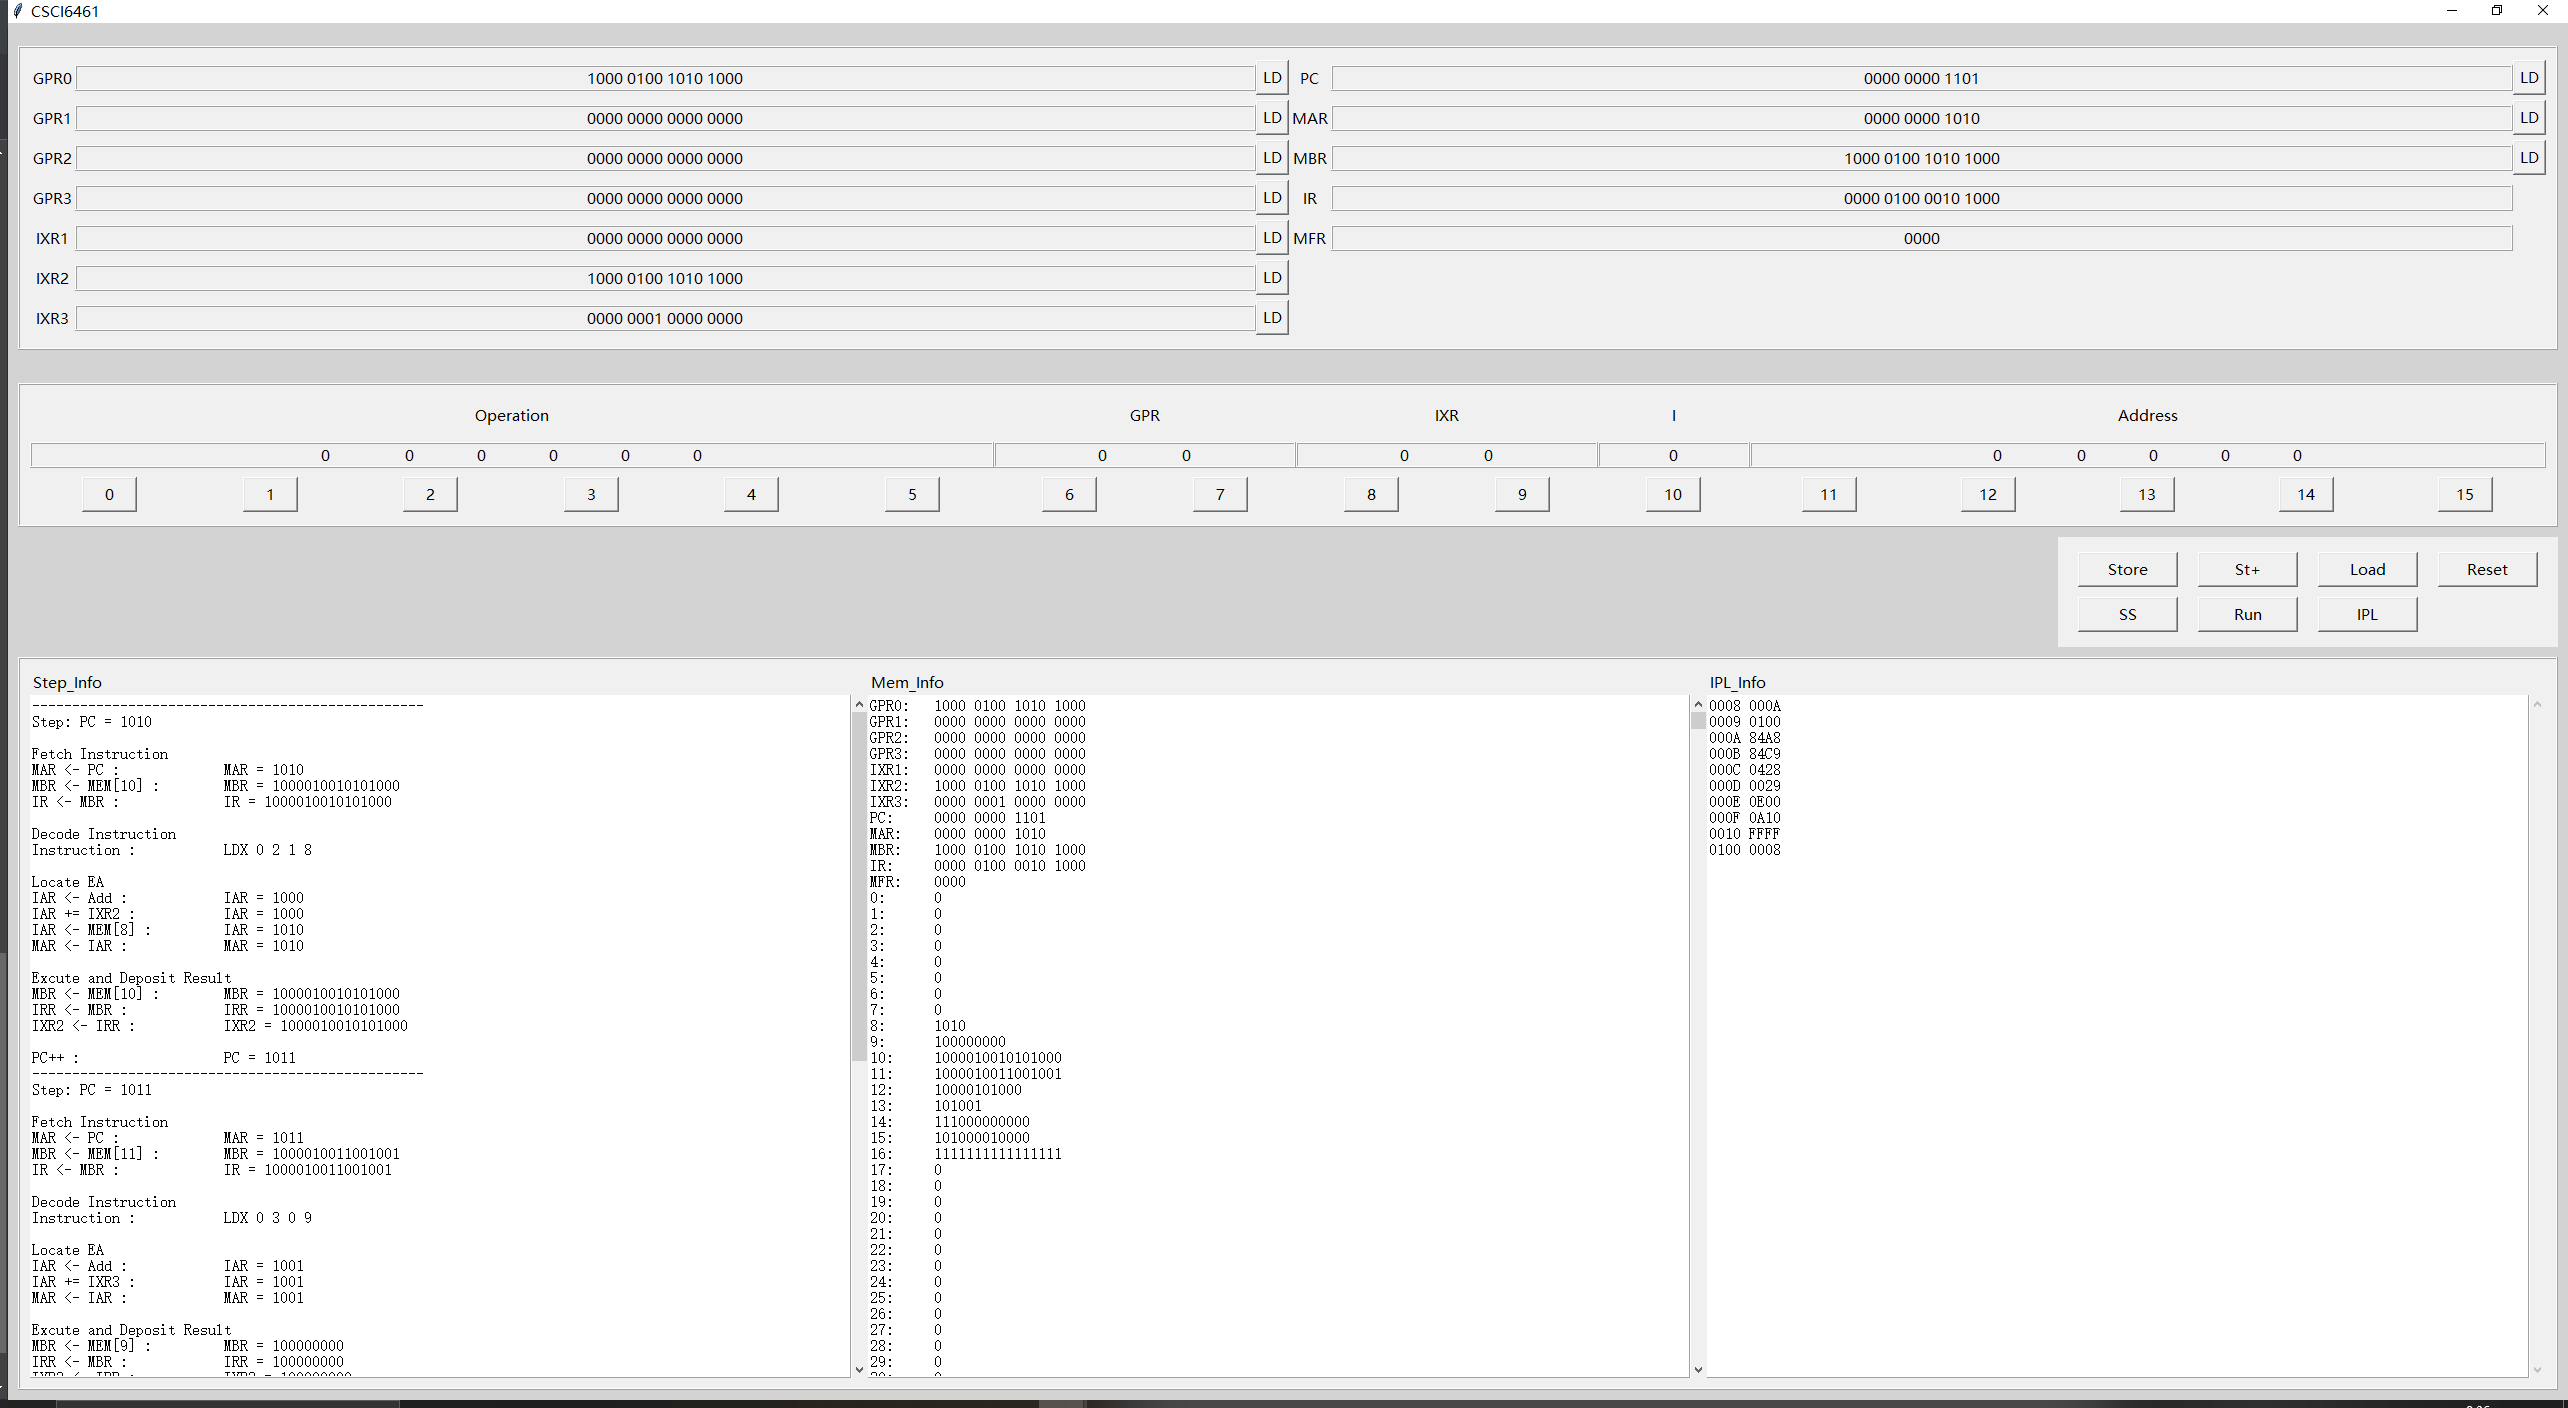 CSCI6461
GPR0 1000 0100 1010 1000 LD PC 0000 0000 1101 LD
GPR1 0000 0000 0000 0000 LD MAR 0000 0000 1010 LD
GPR2 0000 0000 0000 0000 LD MBR 1000 0100 1010 1000 LD
GPR3 0000 0000 0000 0000 LD IR 0000 0100 0010 1000
IXR1 0000 0000 0000 0000 LD MFR 0000
IXR2 1000 0100 1010 1000 LD
IXR3 0000 0001 0000 0000 LD
Operation GPR IXR I Address
0 0 0 0 0 0 0 0 0 0 0 0 0 0 0 0
0 1 2 3 4 5 6 7 8 9 10 11 12 13 14 15
Store St+ Load Reset
SS Run IPL
Step_Info
------------------------------------------------- 
Step: PC = 1010
Fetch Instruction
MAR <- PC : MAR = 1010
MBR <- MEM[10] : MBR = 1000010010101000
IR <- MBR : IR = 1000010010101000
Decode Instruction
Instruction : LDX 0 2 1 8
Locate EA
IAR <- Add : IAR = 1000
IAR += IXR2 : IAR = 1000
IAR <- MEM[8] : IAR = 1010
MAR <- IAR : MAR = 1010
Excute and Deposit Result
MBR <- MEM[10] : MBR = 1000010010101000
IRR <- MBR : IRR = 1000010010101000
IXR2 <- IRR : IXR2 = 1000010010101000
PC++ : PC = 1011
-------------------------------------------------
Step: PC = 1011
Fetch Instruction
MAR <- PC : MAR = 1011
MBR <- MEM[11] : MBR = 1000010011001001
IR <- MBR : IR = 1000010011001001
Decode Instruction
Instruction : LDX 0 3 0 9
Locate EA
IAR <- Add : IAR = 1001
IAR += IXR3 : IAR = 1001
MAR <- IAR : MAR = 1001
Excute and Deposit Result
MBR <- MEM[9] : MBR = 100000000
IRR <- MBR : IRR = 100000000
Mem_Info
GPR0: 1000 0100 1010 1000
GPR1: 0000 0000 0000 0000
GPR2: 0000 0000 0000 0000
GPR3: 0000 0000 0000 0000
IXR1: 0000 0000 0000 0000
IXR2: 1000 0100 1010 1000
IXR3: 0000 0001 0000 0000
PC: 0000 0000 1101
MAR: 0000 0000 1010
MBR: 1000 0100 1010 1000
IR: 0000 0100 0010 1000
MFR: 0000
0: 0
1: 0
2: 0
3: 0
4: 0
5: 0
6: 0
7: 0
8: 1010
9: 100000000
10: 1000010010101000
11: 1000010011001001
12: 10000101000
13: 101001
14: 111000000000
15: 101000010000
16: 1111111111111111
17: 0
18: 0
19: 0
20: 0
21: 0
22: 0
23: 0
24: 0
25: 0
26: 0
27: 0
28: 0
29: 0
IPL_Info
0008 000A
0009 0100
000A 84A8
000B 84C9
000C 0428
000D 0029
000E 0E00
000F 0A10
0010 FFFF
0100 0008